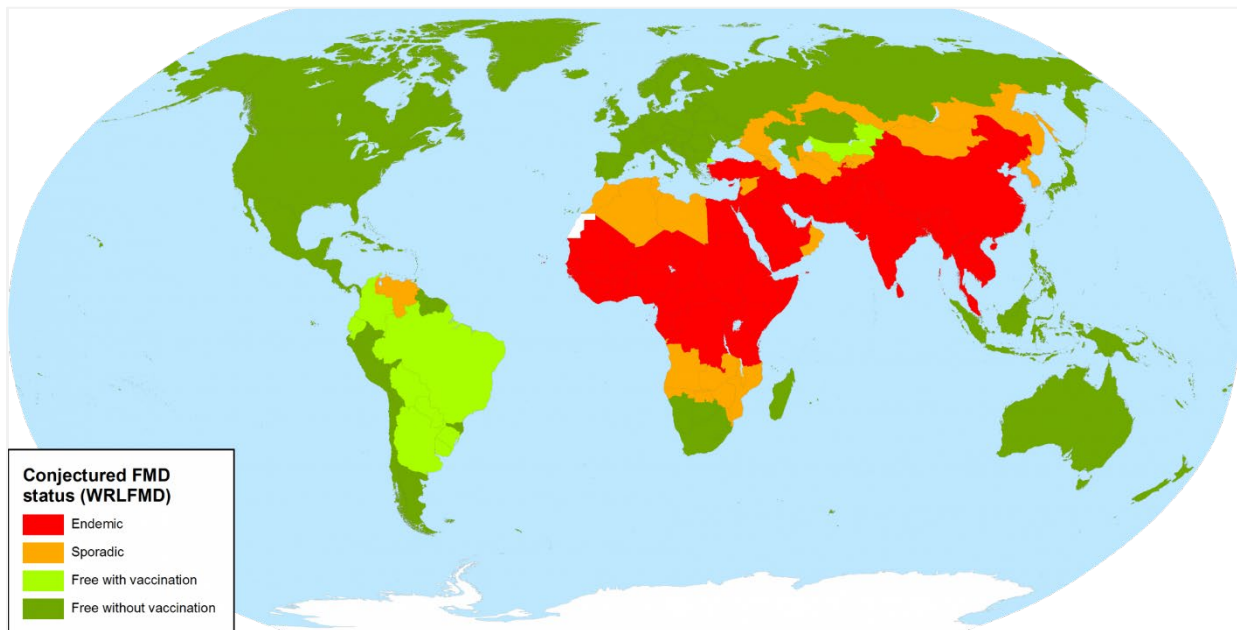 Conjectured FMD
status (WRLFMD)
Endemic
Sporadic
Free with vaccination
Free without vaccination